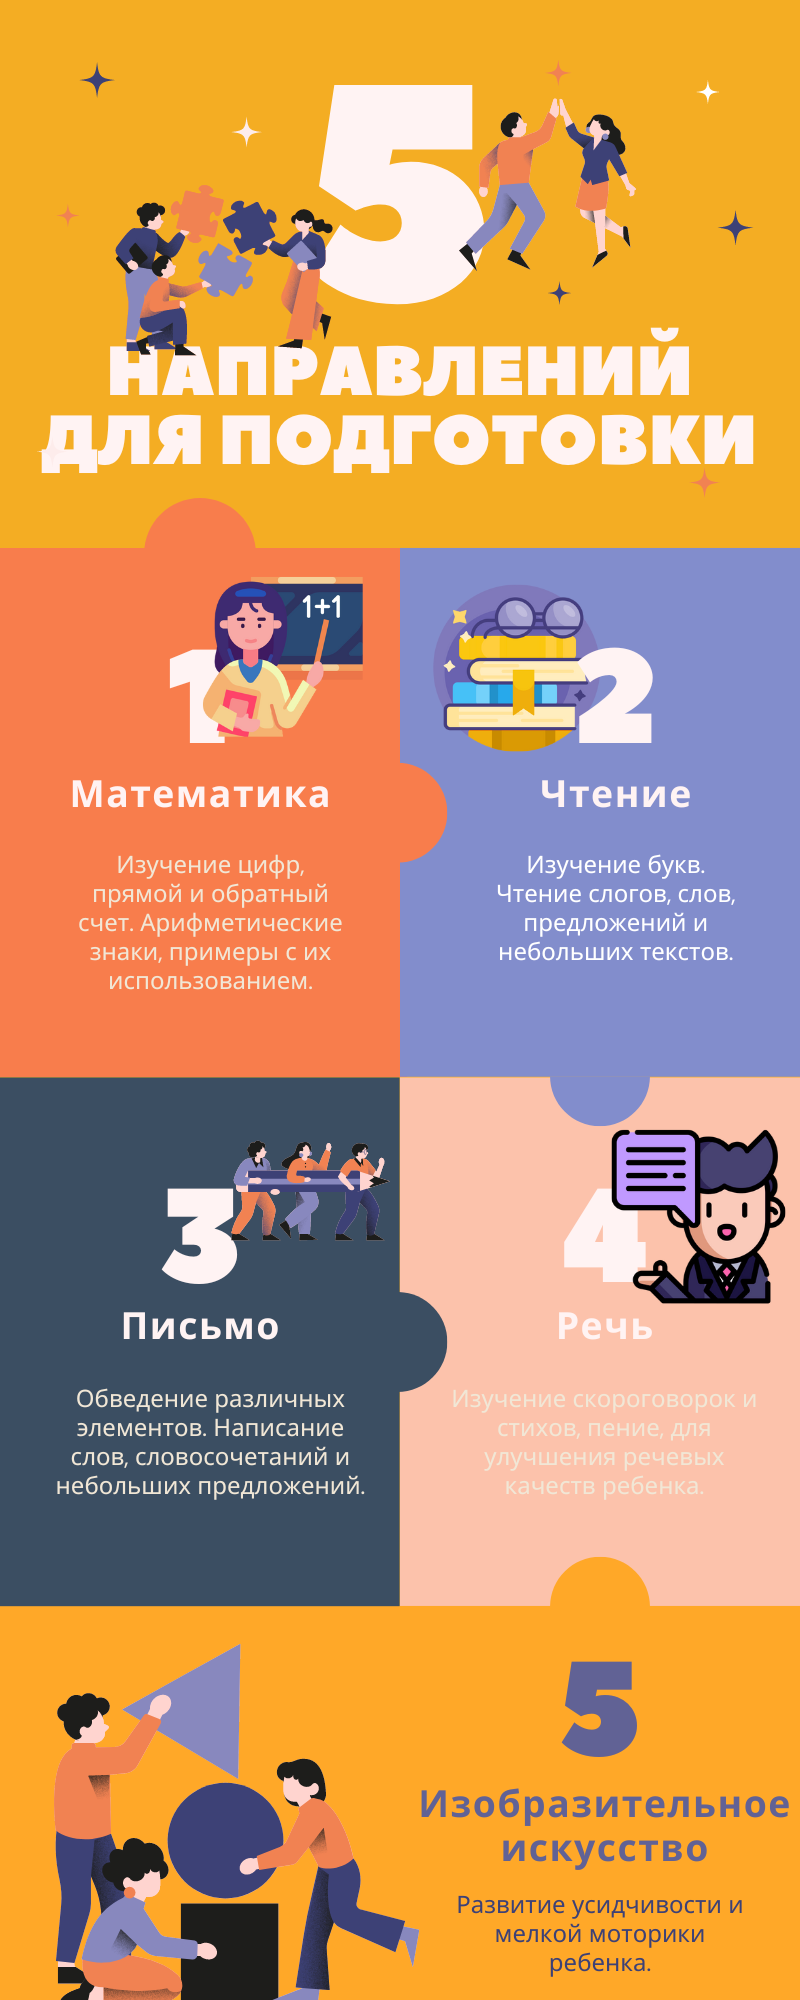 5
НАПРАВЛЕНИЙ
ДЛЯ ПОДГОТОВКИ
1
1+1
Математика
Изучение цифр,
прямой и обратный
счет. Арифметические
знаки, примеры с их
использованием.
2
Чтение
Изучение букв.
Чтение слогов, слов,
предложений и
небольших текстов.
3
Письмо
Обведение различных
элементов. Написание
слов, словосочетаний и
небольших предложений.
4
Речь
Изучение скороговорок и
стихов, пение, для
улучшения речевых
качеств ребенка.
5
Изобразительное
искусство
Развитие усидчивости и
мелкой моторики
ребенка.